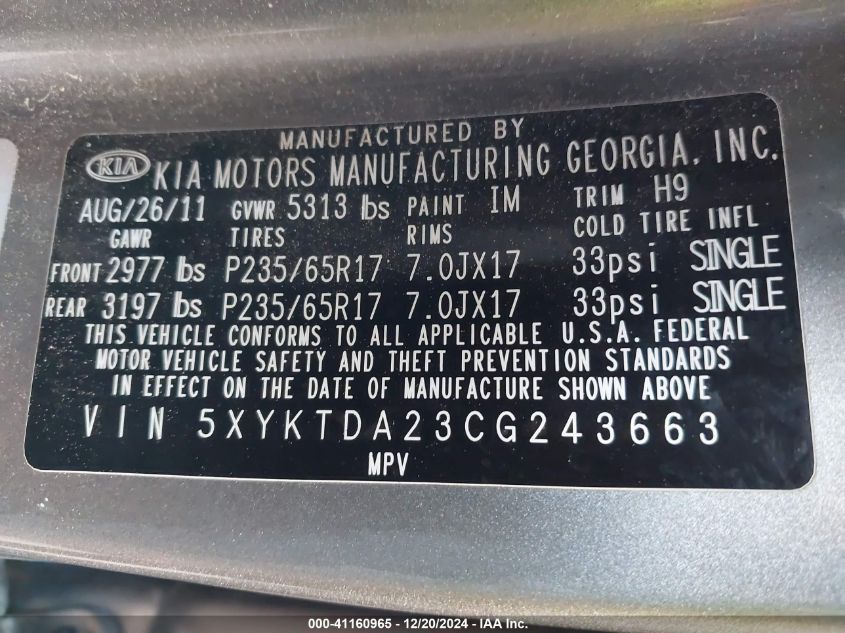 MANUFACTURED BY
KIA KIA MOTORS MANUFACTURING GEORGIA, INC.
AUG/26/11 GVWR 5313 lbs PAINT IM TRIM H9
GAWR TIRES RIMS COLD TIRE INFL
FRONT 2977 lbs P235/65R17 7.0JX17 33psi SINGLE
REAR 3197 lbs P235/65R17 7.0JX17 33psi SINGLE
THIS VEHICLE CONFORMS TO ALL APPLICABLE U.S.A. FEDERAL
MOTOR VEHICLE SAFETY AND THEFT PREVENTION STANDARDS
IN EFFECT ON THE DATE OF MANUFACTURE SHOWN ABOVE
VIN 5XYKTDA23CG243663
MPV
000-41160965 - 12/20/2024 - IAA Inc.